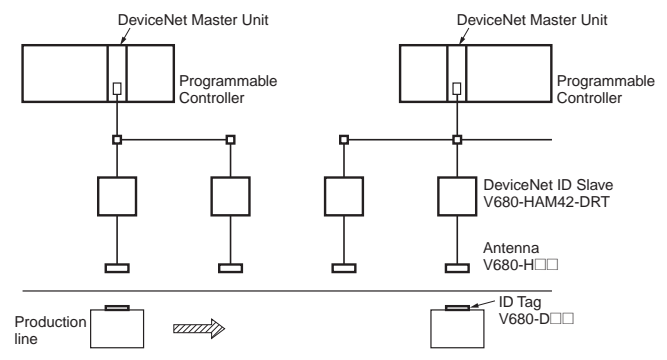 DeviceNet Master Unit
DeviceNet Master Unit
Programmable
Controller
Programmable
Controller
DeviceNet ID Slave
V680-HAM42-DRT
Antenna
V680-H□□
ID Tag
V680-D□□
Production
line